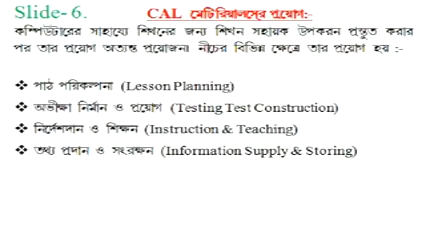 Slide- 6. CAL মেটিরিয়ালস্‌র প্রয়োগ:-
কম্পিউটারের সাহায্যে শিখনের জন্য শিখন সহায়ক উপকরন প্রস্তুত করার
পর তার প্রয়োগ অত্যন্ত প্রয়োজন। নীচের বিভিন্ন ক্ষেত্রে তার প্রয়োগ হয় :-
❖ পাঠ পরিকল্পনা (Lesson Planning)
❖ অভীক্ষা নির্মান ও প্রয়োগ (Testing Test Construction)
❖ নির্দেশদান ও শিক্ষন (Instruction & Teaching)
❖ তথ্য প্রদান ও সংরক্ষন (Information Supply & Storing)